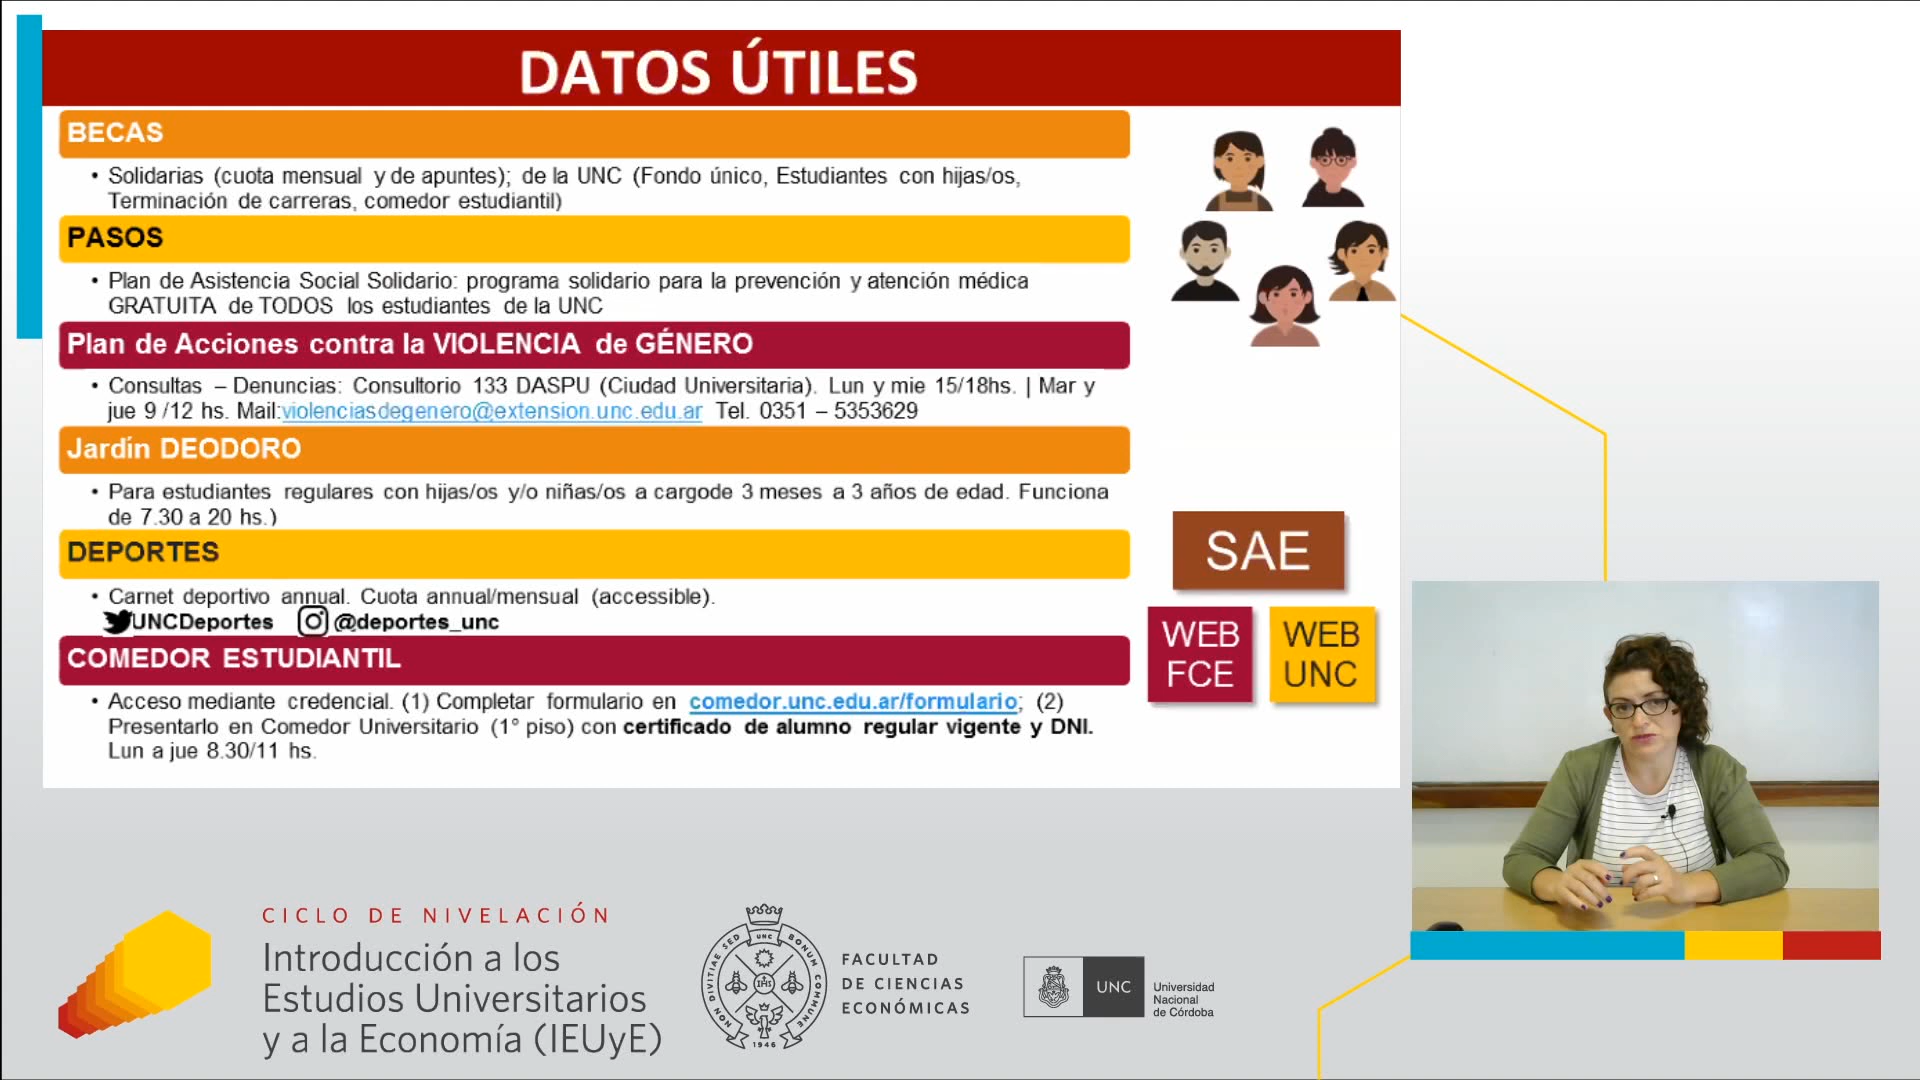 DATOS ÚTILES
BECAS
• Solidarias (cuota mensual y de apuntes); de la UNC (Fondo único, Estudiantes con hijas/os,
Terminación de carreras, comedor estudiantil)
PASOS
• Plan de Asistencia Social Solidario: programa solidario para la prevención y atención médica
GRATUITA de TODOS los estudiantes de la UNC
Plan de Acciones contra la VIOLENCIA de GÉNERO
• Consultas – Denuncias: Consultorio 133 DASPU (Ciudad Universitaria). Lun y mie 15/18hs. | Mar y
jue 9 /12 hs. Mail:violenciasdegenero@extension.unc.edu.ar Tel. 0351 – 5353629
Jardín DEODORO
• Para estudiantes regulares con hijas/os y/o niñas/os a cargode 3 meses a 3 años de edad. Funciona
de 7.30 a 20 hs.)
DEPORTES
• Carnet deportivo annual. Cuota annual/mensual (accessible).
UNCDeportes @deportes_unc
COMEDOR ESTUDIANTIL
• Acceso mediante credencial. (1) Completar formulario en comedor.unc.edu.ar/formulario; (2)
Presentarlo en Comedor Universitario (1° piso) con certificado de alumno regular vigente y DNI.
Lun a jue 8.30/11 hs.
SAE
WEB
FCE
WEB
UNC
CICLO DE NIVELACIÓN
Introducción a los
Estudios Universitarios
y a la Economía (IEUyE)
NON DIVITIAE SED UNC BONUM COMMUNE
IHS
1946
FACULTAD
DE CIENCIAS
ECONÓMICAS
UNC
Universidad
Nacional
de Córdoba